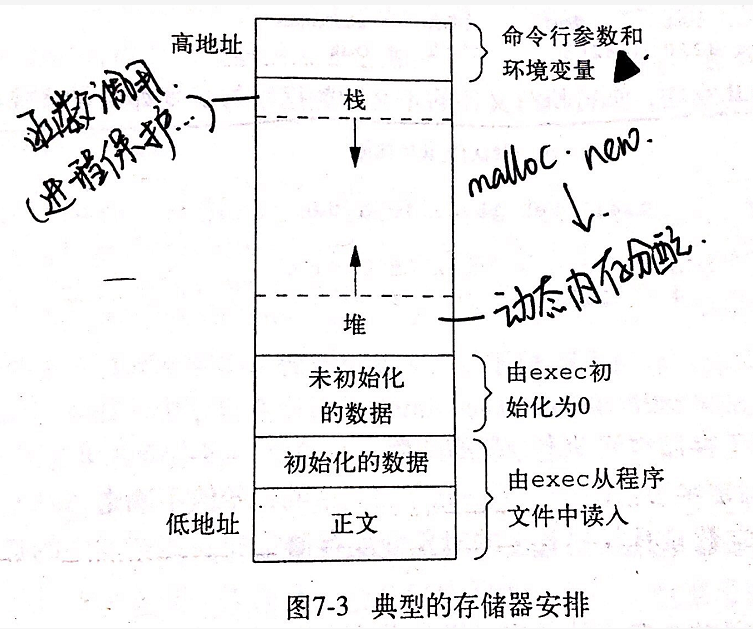 高地址
命令行参数和
环境变量
栈
函数调用.
(进程保护...)
malloc. new.
动态内存分配.
堆
未初始化
的数据
由exec初
始化为0
初始化的数据
由exec从程序
文件中读入
低地址
正文
图7-3 典型的存储器安排